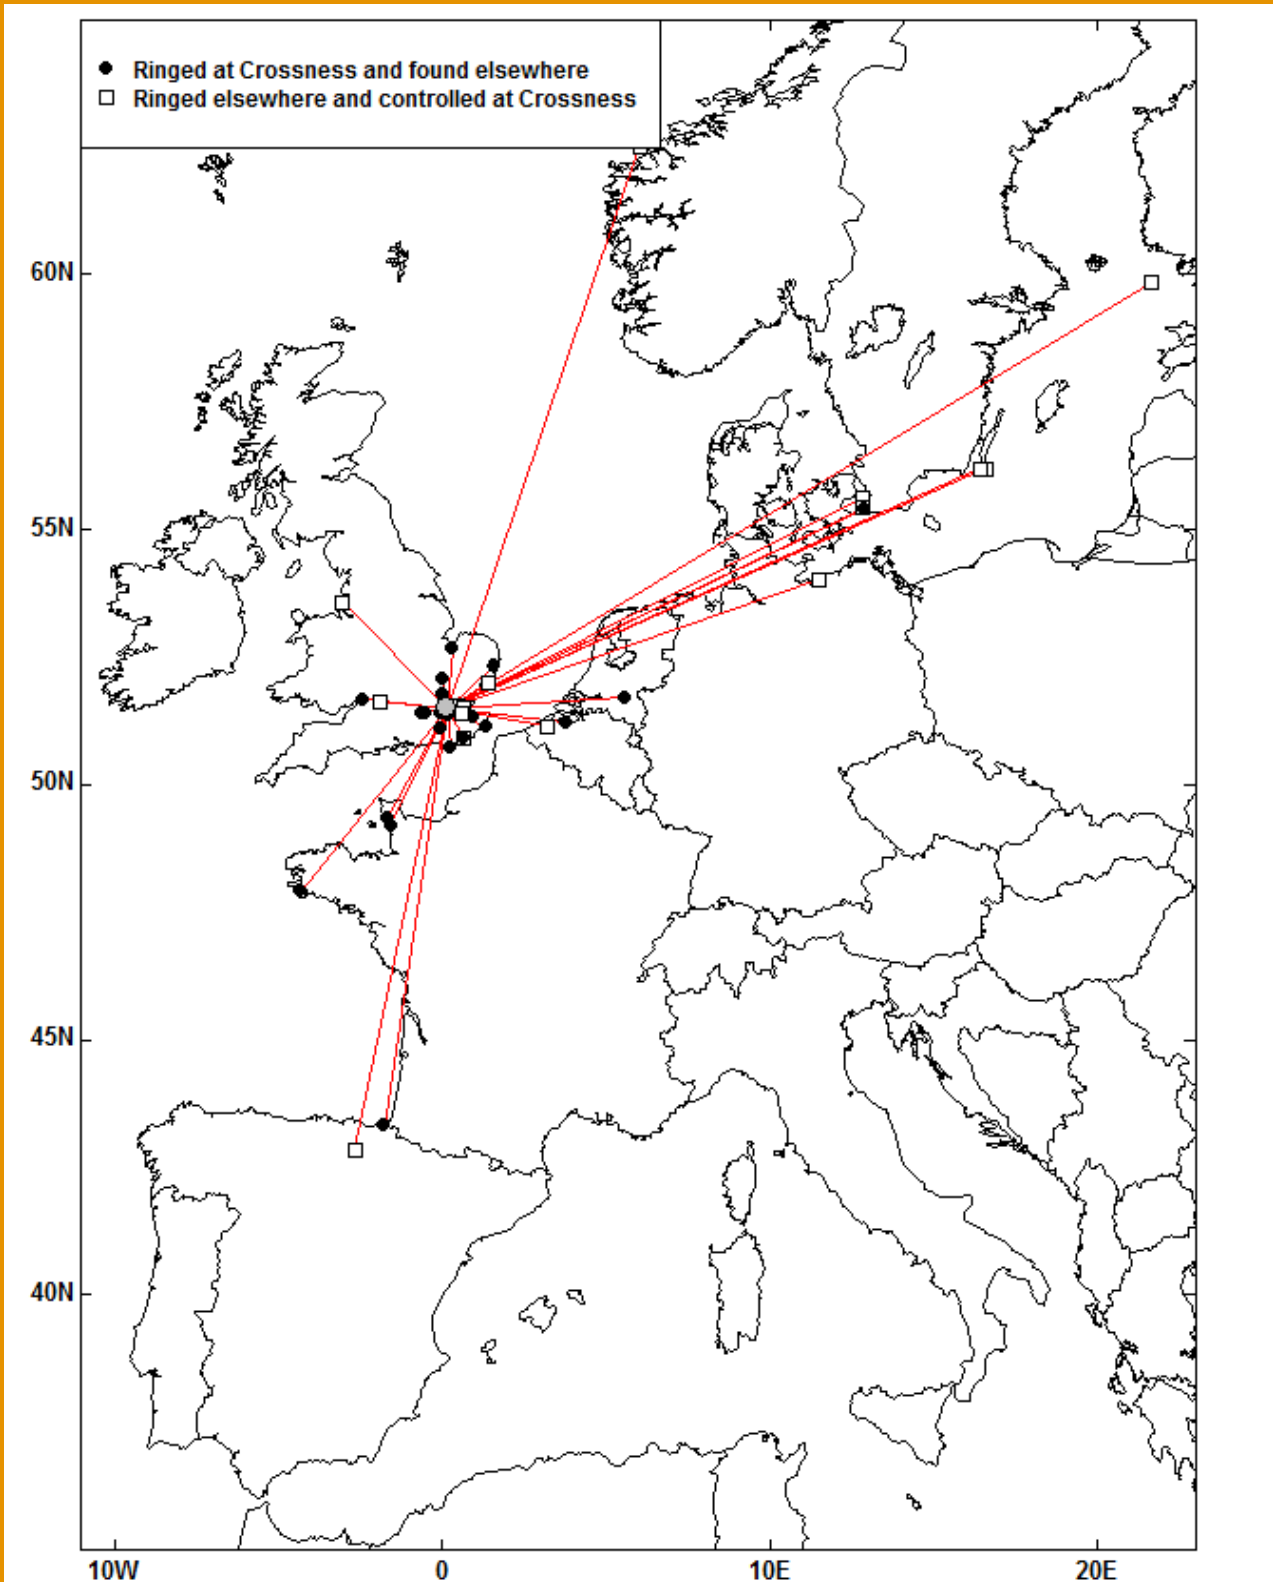 Ringed at Crossness and found elsewhere
Ringed elsewhere and controlled at Crossness
60N
55N
50N
45N
40N
10W 0 10E 20E